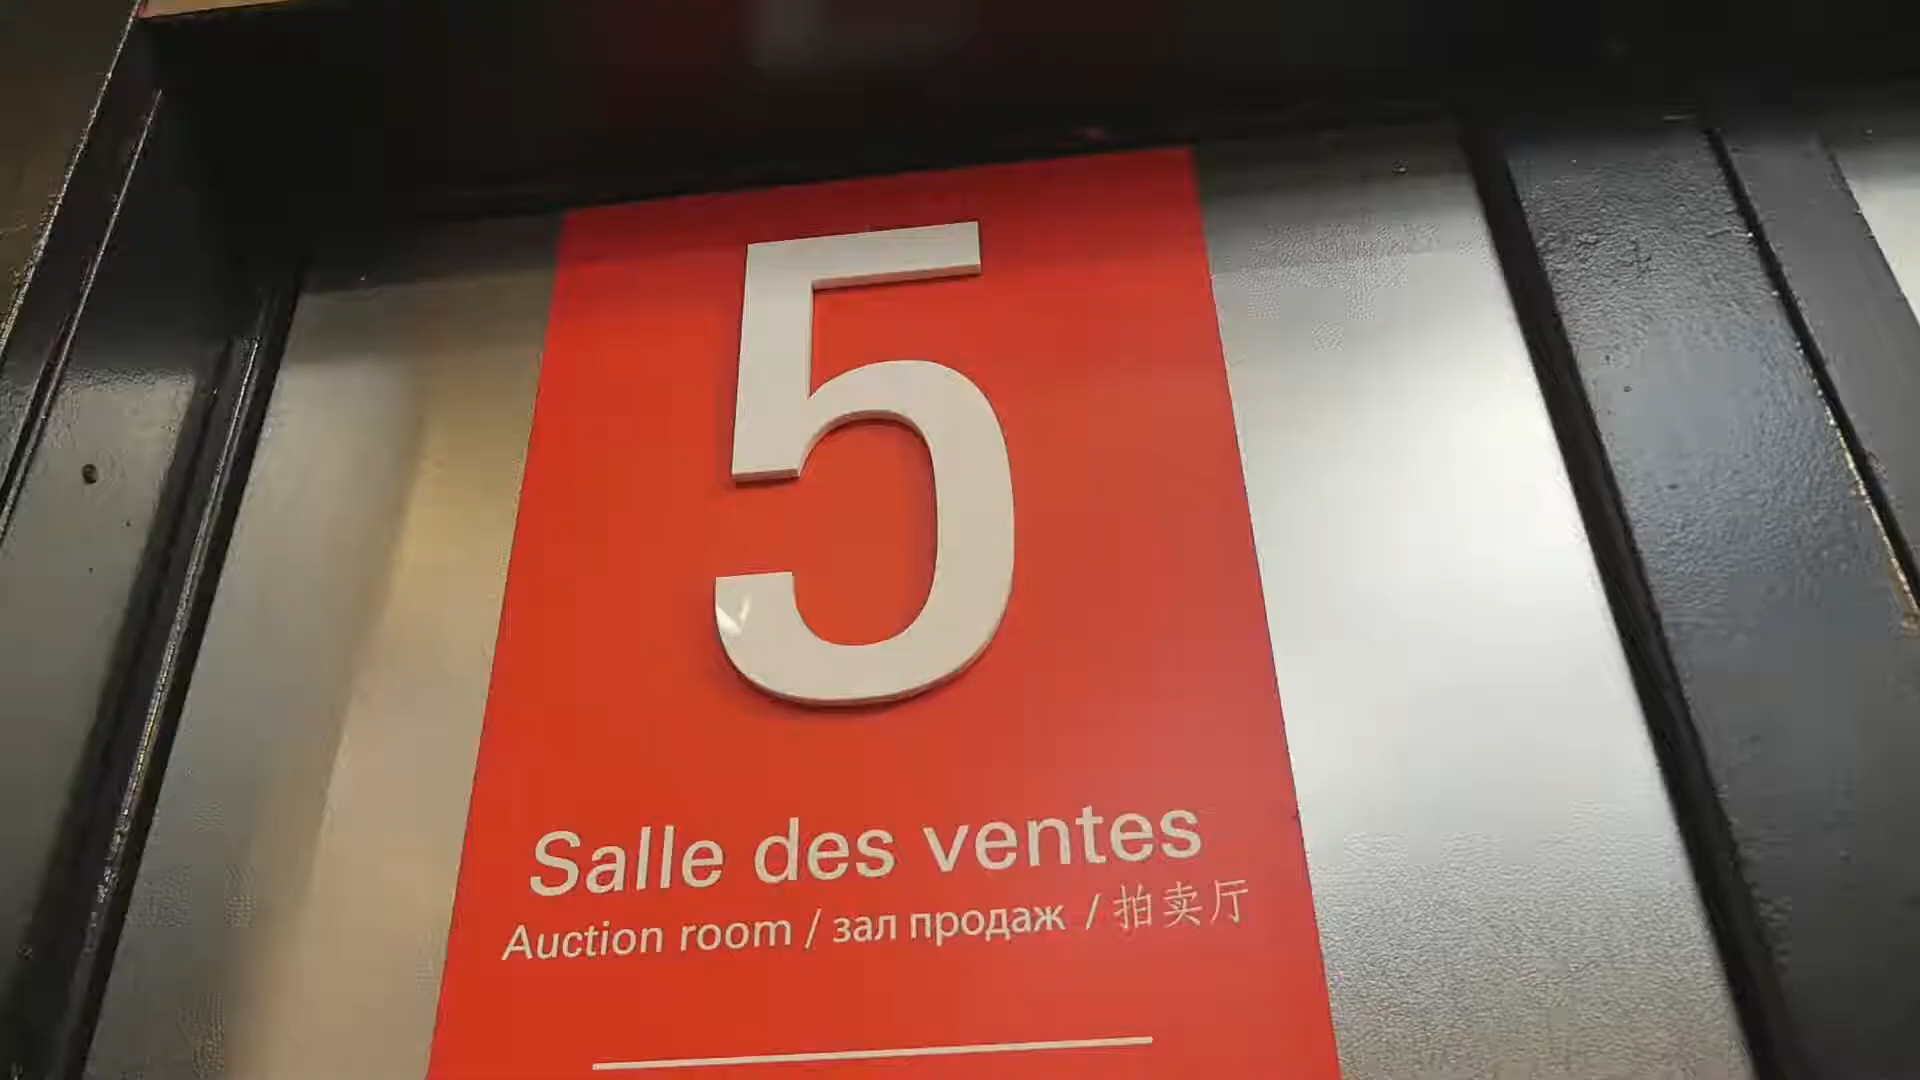 5
Salle des ventes
Auction room / зал продаж / 拍卖厅